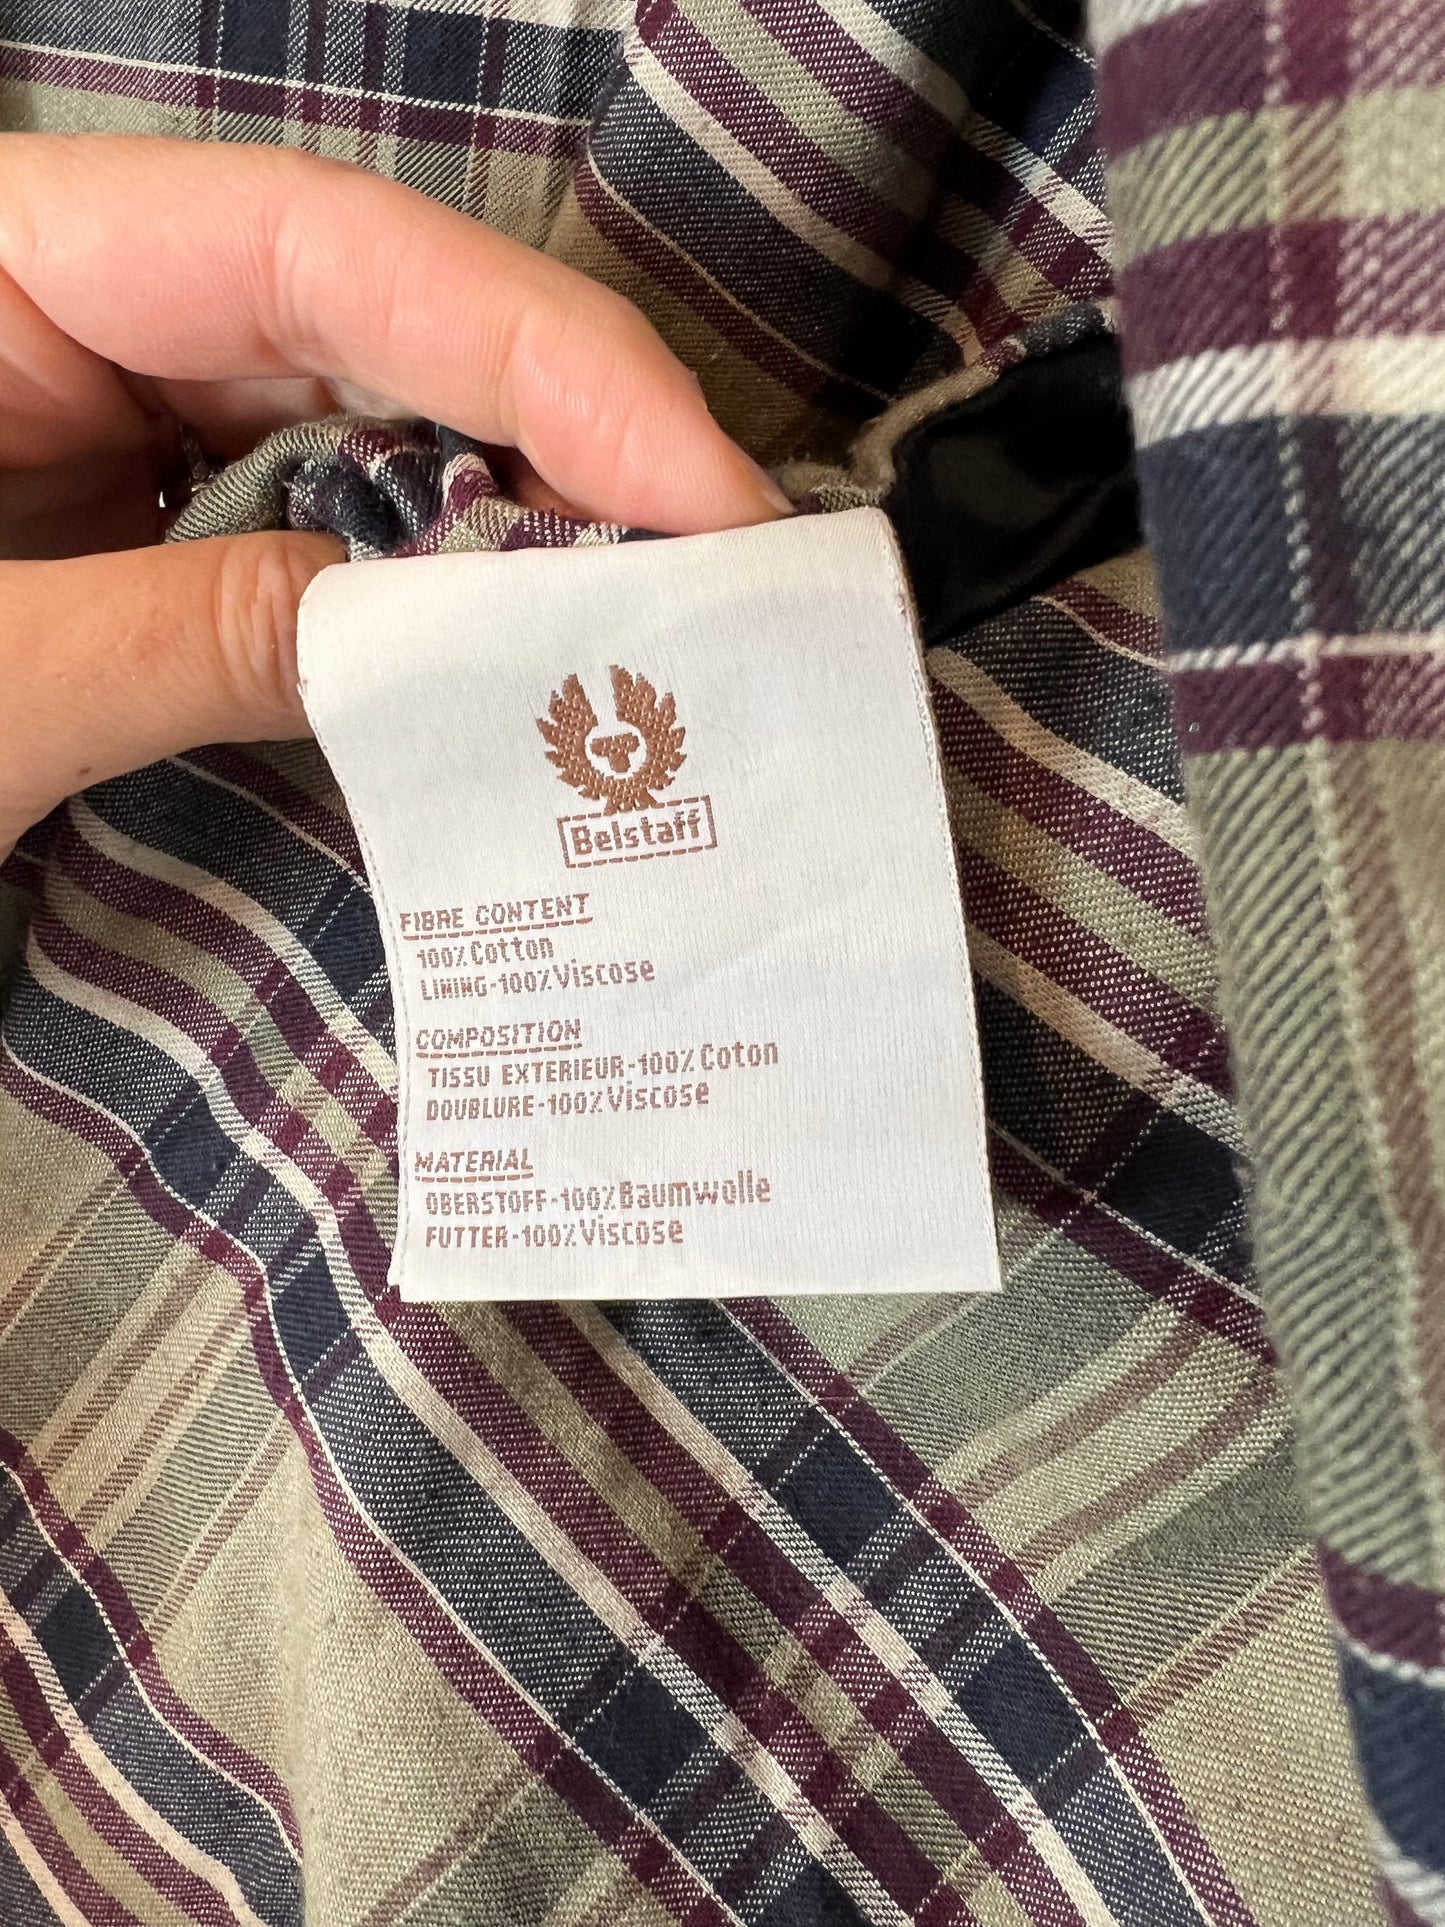 Belstaff
FIBRE CONTENT
100% Cotton
LINING-100% Viscose
COMPOSITION
TISSU EXTERIEUR-100% Coton
DOUBLURE-100% Viscose
MATERIAL
OBERSTOFF-100% Baumwolle
FUTTER-100% Viscose